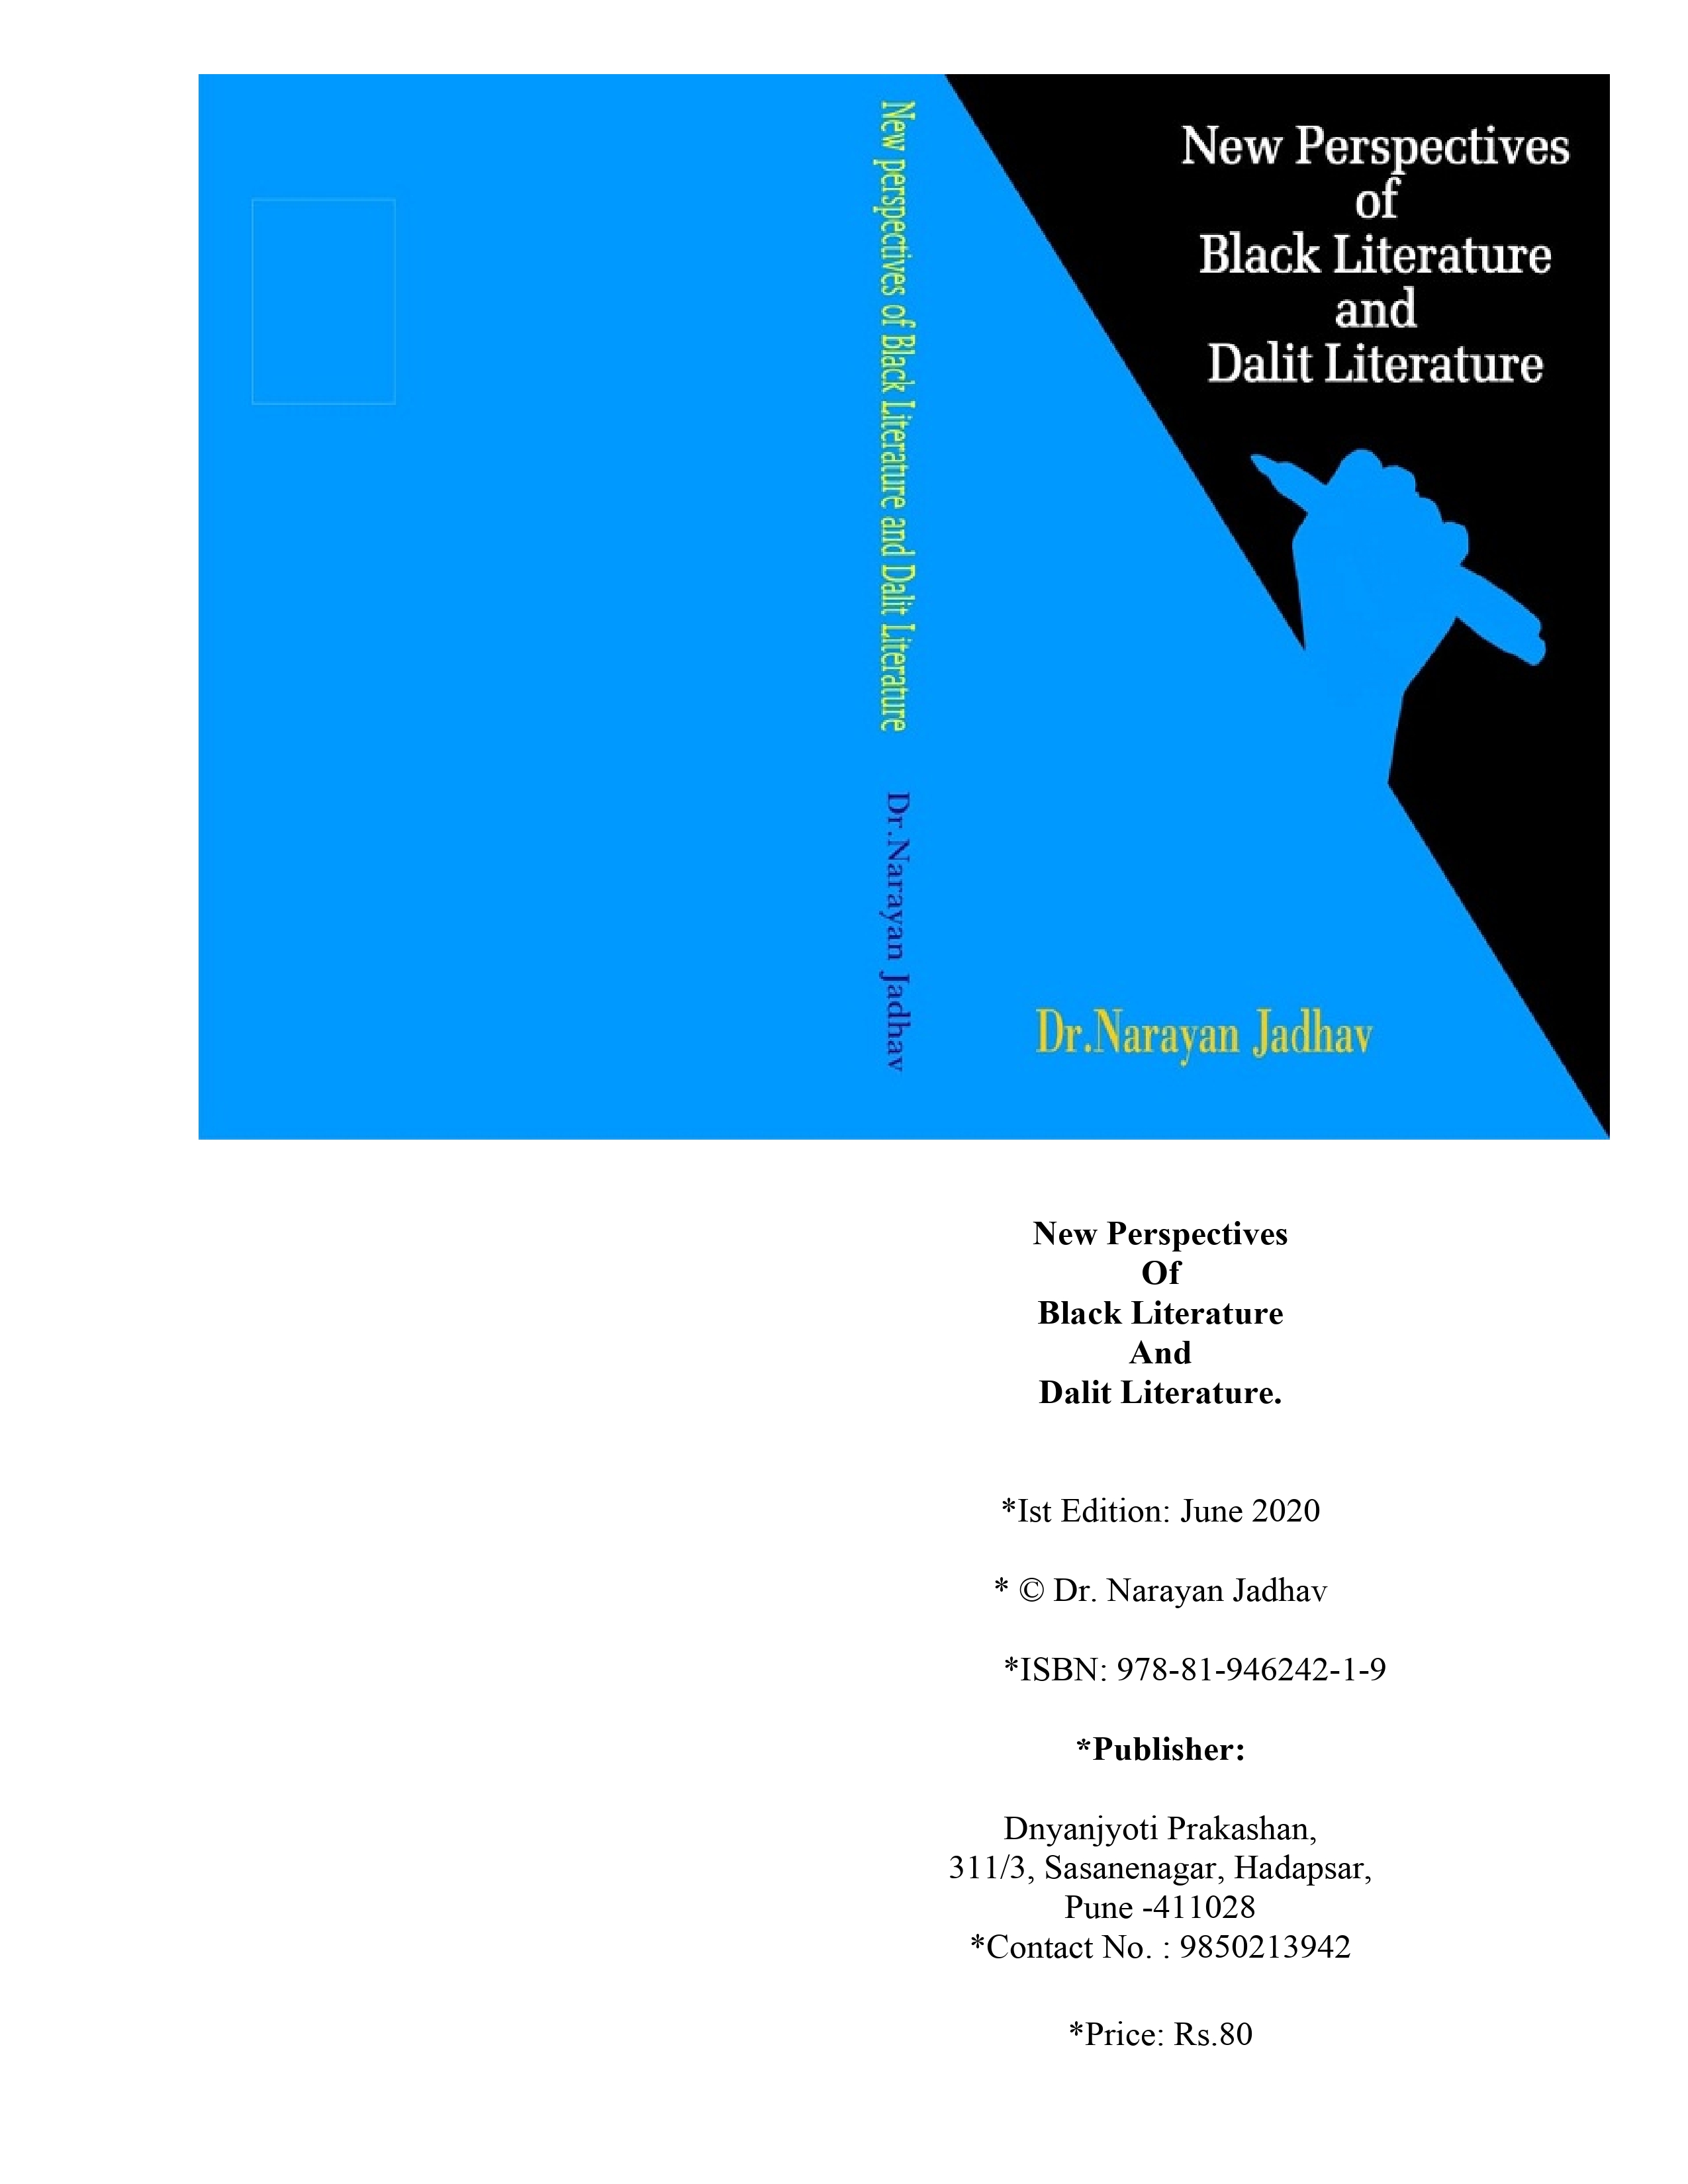 New perspectives of Black Literature and Dalit Literature
Dr.Narayan Jadhav
New Perspectives
of
Black Literature
and
Dalit Literature
Dr.Narayan Jadhav
New Perspectives
Of
Black Literature
And
Dalit Literature.
*Ist Edition: June 2020
* © Dr. Narayan Jadhav
*ISBN: 978-81-946242-1-9
*Publisher:
Dnyanjyoti Prakashan,
311/3, Sasanenagar, Hadapsar,
Pune -411028
*Contact No. : 9850213942
*Price: Rs.80